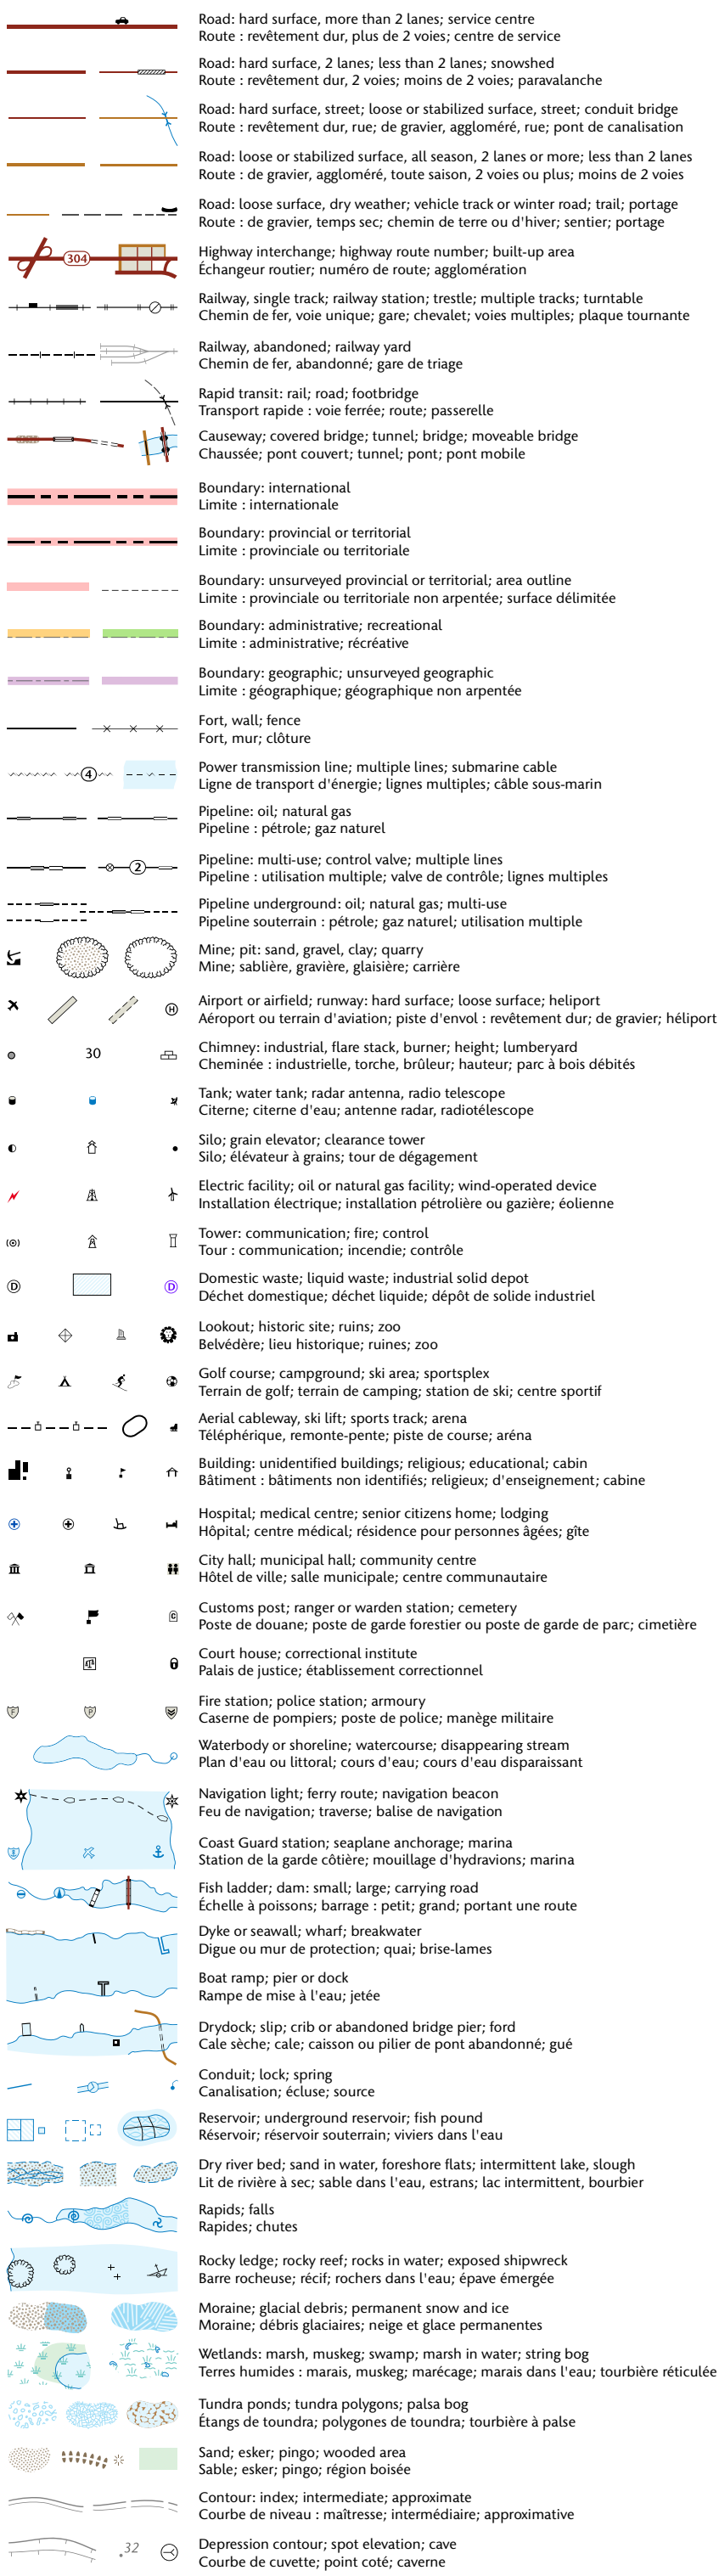 Road: hard surface, more than 2 lanes; service centre
Route : revêtement dur, plus de 2 voies; centre de service
Road: hard surface, 2 lanes; less than 2 lanes; snowshed
Route : revêtement dur, 2 voies; moins de 2 voies; paravalanche
Road: hard surface, street; loose or stabilized surface, street; conduit bridge
Route : revêtement dur, rue; de gravier, aggloméré, rue; pont de canalisation
Road: loose or stabilized surface, all season, 2 lanes or more; less than 2 lanes
Route : de gravier, aggloméré, toute saison, 2 voies ou plus; moins de 2 voies
Road: loose surface, dry weather; vehicle track or winter road; trail; portage
Route : de gravier, temps sec; chemin de terre ou d'hiver; sentier; portage
304
Highway interchange; highway route number; built-up area
Échangeur routier; numéro de route; agglomération
Railway, single track; railway station; trestle; multiple tracks; turntable
Chemin de fer, voie unique; gare; chevalet; voies multiples; plaque tournante
Railway, abandoned; railway yard
Chemin de fer, abandonné; gare de triage
Rapid transit: rail; road; footbridge
Transport rapide : voie ferrée; route; passerelle
Causeway; covered bridge; tunnel; bridge; moveable bridge
Chaussée; pont couvert; tunnel; pont; pont mobile
Boundary: international
Limite : internationale
Boundary: provincial or territorial
Limite : provinciale ou territoriale
Boundary: unsurveyed provincial or territorial; area outline
Limite : provinciale ou territoriale non arpentée; surface délimitée
Boundary: administrative; recreational
Limite : administrative; récréative
Boundary: geographic; unsurveyed geographic
Limite : géographique; géographique non arpentée
Fort, wall; fence
Fort, mur; clôture
4
Power transmission line; multiple lines; submarine cable
Ligne de transport d'énergie; lignes multiples; câble sous-marin
Pipeline: oil; natural gas
Pipeline : pétrole; gaz naturel
2
Pipeline: multi-use; control valve; multiple lines
Pipeline : utilisation multiple; valve de contrôle; lignes multiples
Pipeline underground: oil; natural gas; multi-use
Pipeline souterrain : pétrole; gaz naturel; utilisation multiple
Mine; pit: sand, gravel, clay; quarry
Mine; sablière, gravière, glaisière; carrière
H
Airport or airfield; runway: hard surface; loose surface; heliport
Aéroport ou terrain d'aviation; piste d'envol : revêtement dur; de gravier; héliport
30
Chimney: industrial, flare stack, burner; height; lumberyard
Cheminée : industrielle, torche, brûleur; hauteur; parc à bois débités
Tank; water tank; radar antenna, radio telescope
Citerne; citerne d'eau; antenne radar, radiotélescope
Silo; grain elevator; clearance tower
Silo; élévateur à grains; tour de dégagement
Electric facility; oil or natural gas facility; wind-operated device
Installation électrique; installation pétrolière ou gazière; éolienne
Tower: communication; fire; control
Tour : communication; incendie; contrôle
D D
Domestic waste; liquid waste; industrial solid depot
Déchet domestique; déchet liquide; dépôt de solide industriel
Lookout; historic site; ruins; zoo
Belvédère; lieu historique; ruines; zoo
Golf course; campground; ski area; sportsplex
Terrain de golf; terrain de camping; station de ski; centre sportif
Aerial cableway, ski lift; sports track; arena
Téléphérique, remonte-pente; piste de course; aréna
Building: unidentified buildings; religious; educational; cabin
Bâtiment : bâtiments non identifiés; religieux; d'enseignement; cabine
Hospital; medical centre; senior citizens home; lodging
Hôpital; centre médical; résidence pour personnes âgées; gîte
City hall; municipal hall; community centre
Hôtel de ville; salle municipale; centre communautaire
C
Customs post; ranger or warden station; cemetery
Poste de douane; poste de garde forestier ou poste de garde de parc; cimetière
Court house; correctional institute
Palais de justice; établissement correctionnel
F P
Fire station; police station; armoury
Caserne de pompiers; poste de police; manège militaire
Waterbody or shoreline; watercourse; disappearing stream
Plan d'eau ou littoral; cours d'eau; cours d'eau disparaissant
Navigation light; ferry route; navigation beacon
Feu de navigation; traverse; balise de navigation
Coast Guard station; seaplane anchorage; marina
Station de la garde côtière; mouillage d'hydravions; marina
Fish ladder; dam: small; large; carrying road
Échelle à poissons; barrage : petit; grand; portant une route
Dyke or seawall; wharf; breakwater
Digue ou mur de protection; quai; brise-lames
Boat ramp; pier or dock
Rampe de mise à l'eau; jetée
Drydock; slip; crib or abandoned bridge pier; ford
Cale sèche; cale; caisson ou pilier de pont abandonné; gué
Conduit; lock; spring
Canalisation; écluse; source
Reservoir; underground reservoir; fish pound
Réservoir; réservoir souterrain; viviers dans l'eau
Dry river bed; sand in water, foreshore flats; intermittent lake, slough
Lit de rivière à sec; sable dans l'eau, estrans; lac intermittent, bourbier
Rapids; falls
Rapides; chutes
Rocky ledge; rocky reef; rocks in water; exposed shipwreck
Barre rocheuse; récif; rochers dans l'eau; épave émergée
Moraine; glacial debris; permanent snow and ice
Moraine; débris glaciaires; neige et glace permanentes
Wetlands: marsh, muskeg; swamp; marsh in water; string bog
Terres humides : marais, muskeg; marécage; marais dans l'eau; tourbière réticulée
Tundra ponds; tundra polygons; palsa bog
Étangs de toundra; polygones de toundra; tourbière à palse
Sand; esker; pingo; wooded area
Sable; esker; pingo; région boisée
Contour: index; intermediate; approximate
Courbe de niveau : maîtresse; intermédiaire; approximative
.32
Depression contour; spot elevation; cave
Courbe de cuvette; point coté; caverne